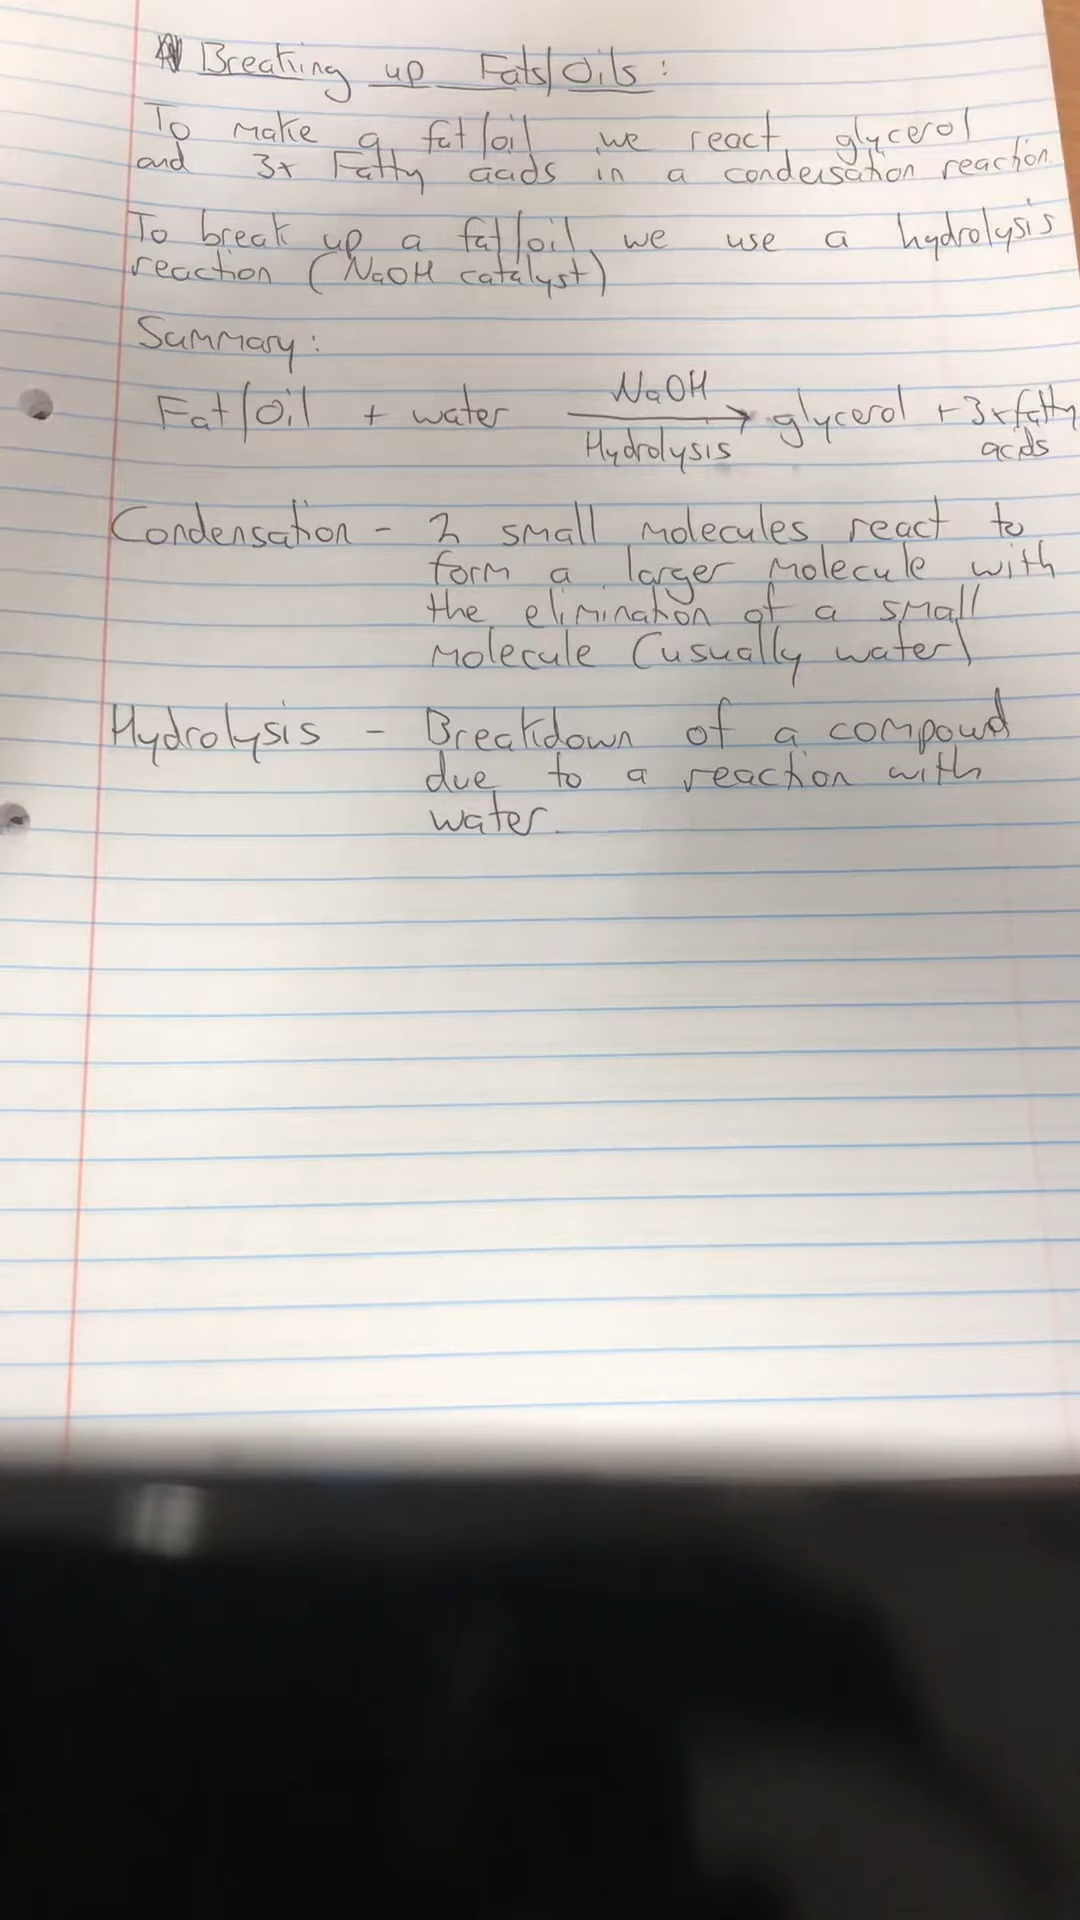 Breaking up Fats/Oils:
To make a fat/oil we react glycerol
and 3x Fatty acids in a condensation reaction.
To break up a fat/oil, we use a hydrolysis
reaction (NaOH catalyst)
Summary:
NaOH
Fat/Oil + water → glycerol + 3x fatty
Hydrolysis acids
Condensation - 2 small molecules react to
form a larger molecule with
the elimination of a small
molecule (usually water)
Hydrolysis - Breakdown of a compound
due to a reaction with
water.